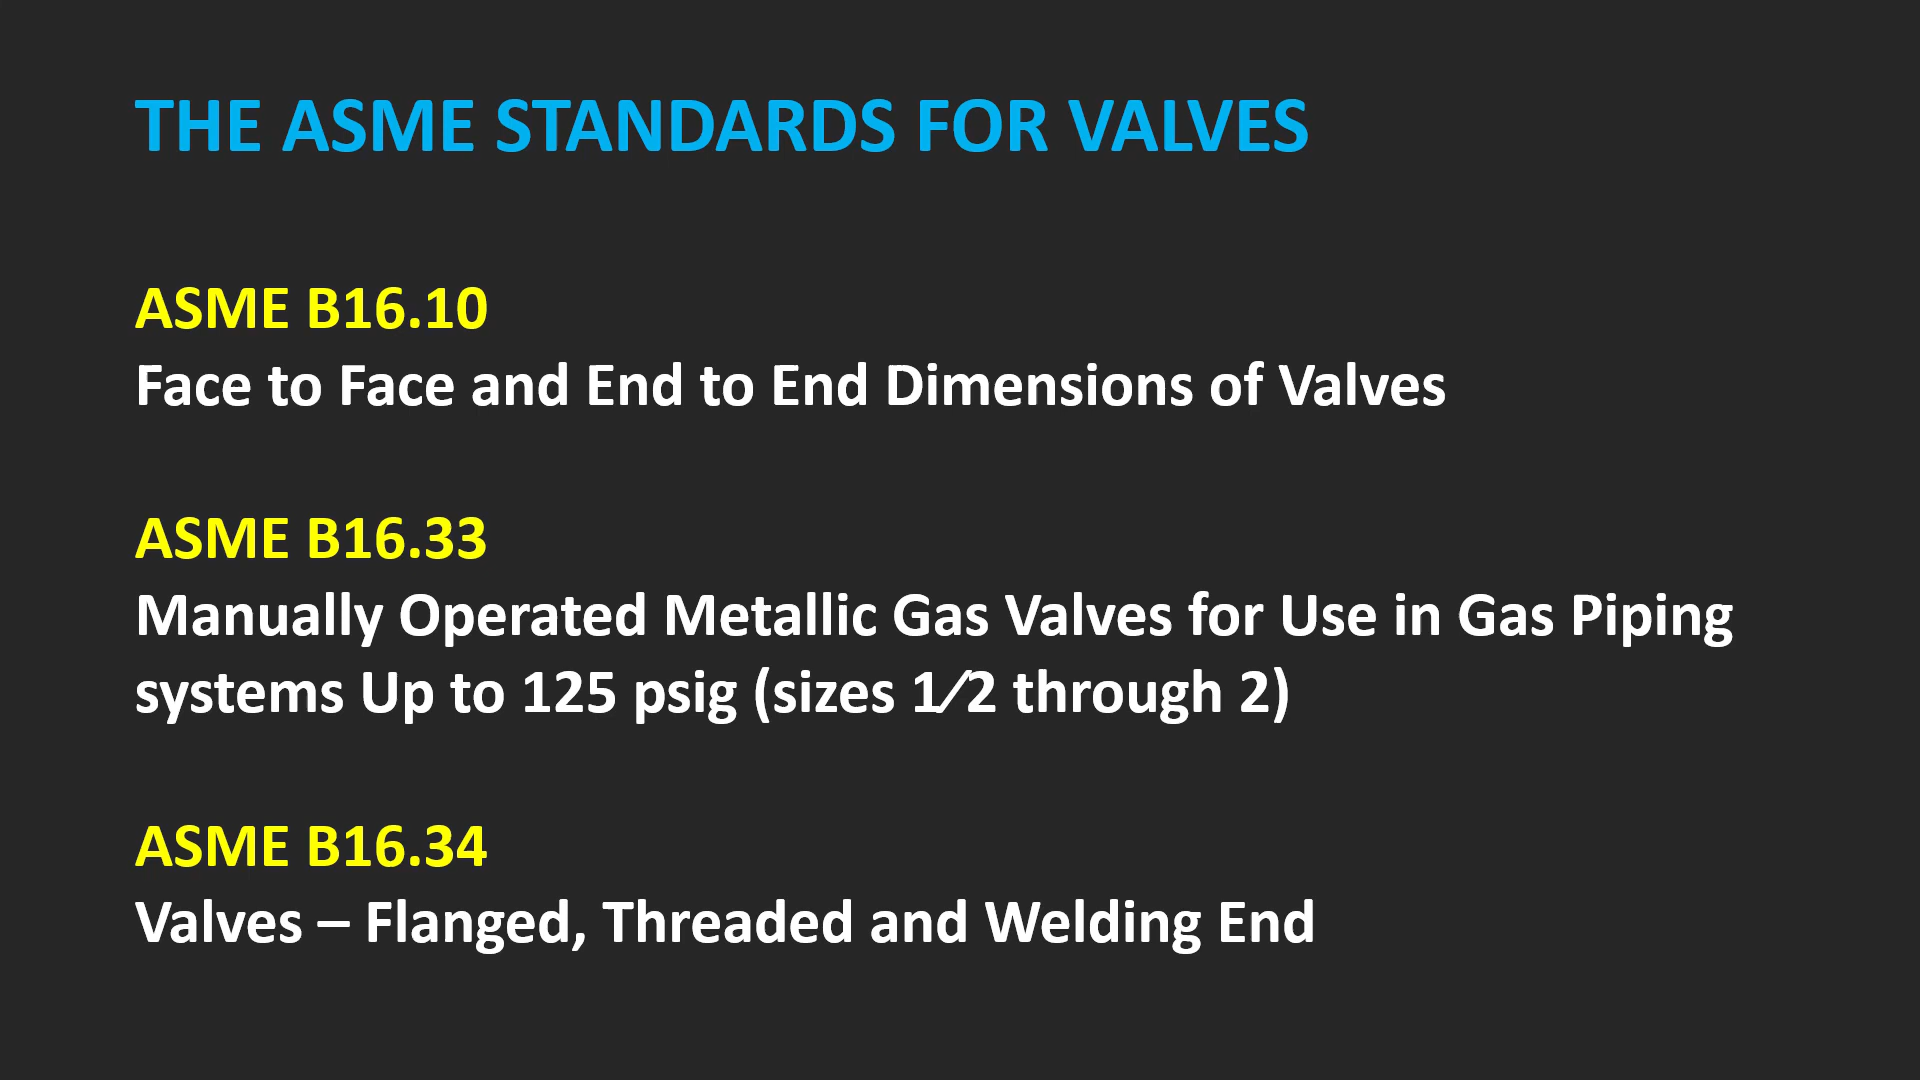 THE ASME STANDARDS FOR VALVES
ASME B16.10
Face to Face and End to End Dimensions of Valves
ASME B16.33
Manually Operated Metallic Gas Valves for Use in Gas Piping
systems Up to 125 psig (sizes 1⁄2 through 2)
ASME B16.34
Valves – Flanged, Threaded and Welding End